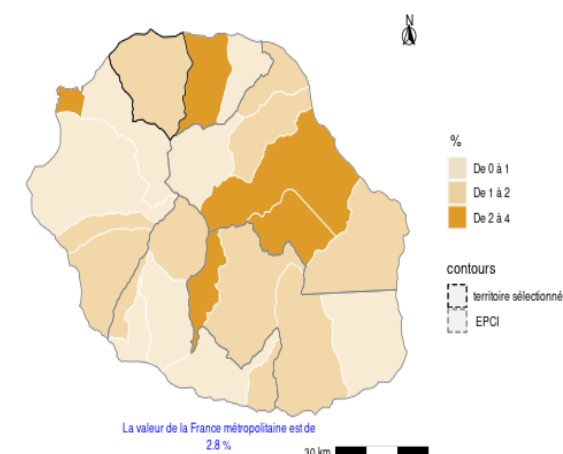 N
%
De 0 à 1
De 1 à 2
De 2 à 4
contours
territoire sélectionné
EPCI
La valeur de la France métropolitaine est de
2.8 %
30 km